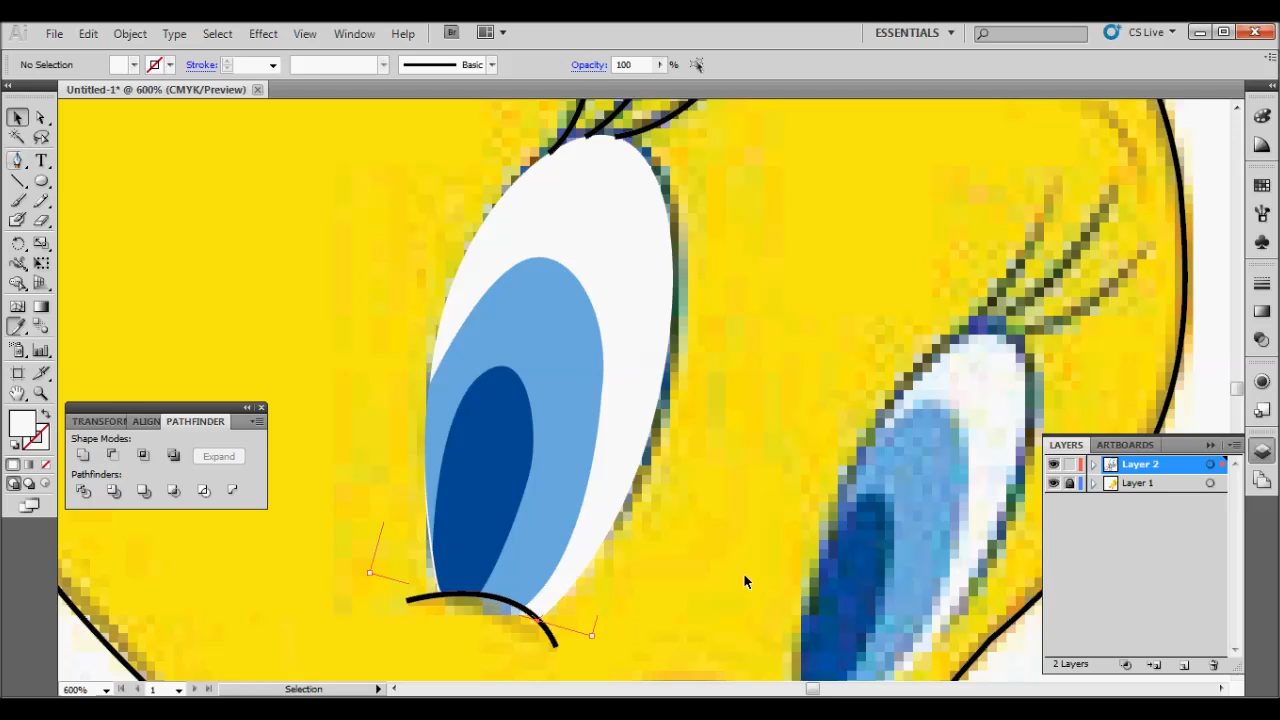 Ai File Edit Object Type Select Effect View Window Help Br ESSENTIALS CS Live
No Selection Stroke: Basic Opacity: 100 %
Untitled-1* @ 600% (CMYK/Preview)
TRANSFORM ALIGN PATHFINDER
Shape Modes:
Expand
Pathfinders:
LAYERS ARTBOARDS
Layer 2
Layer 1
2 Layers
600% 1 Selection